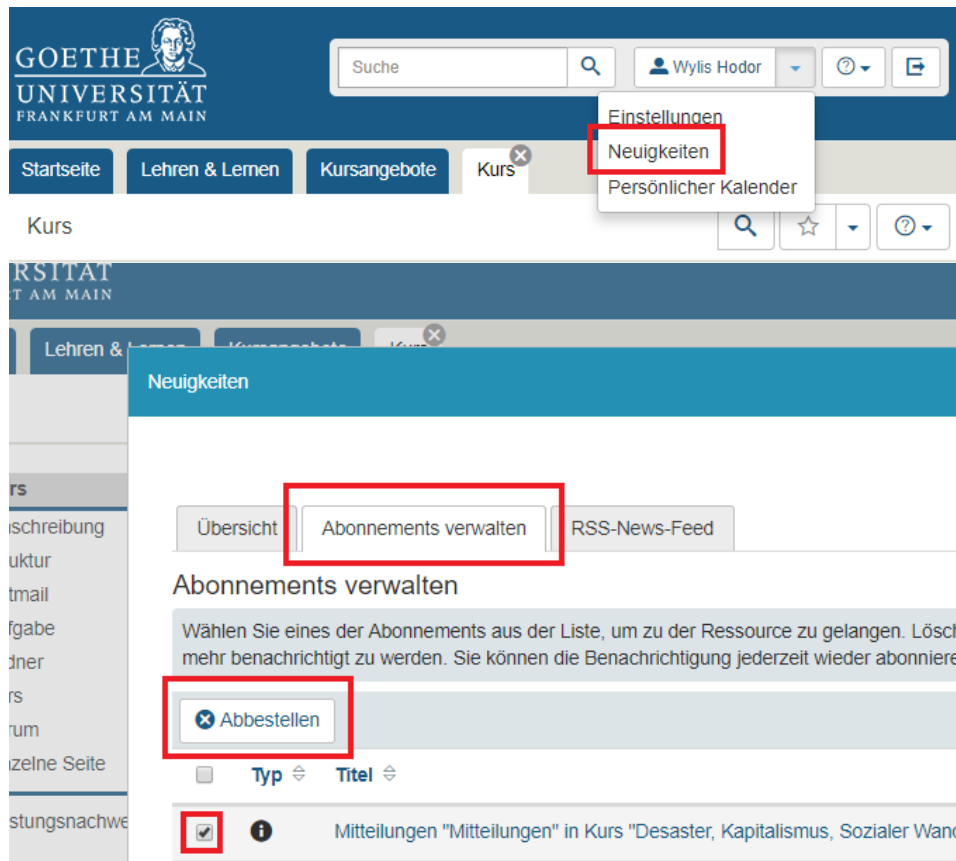 GOETHE
UNIVERSITÄT
FRANKFURT AM MAIN
Suche
Wylis Hodor
Einstellungen
Neuigkeiten
Persönlicher Kalender
Startseite Lehren & Lernen Kursangebote Kurs
Kurs
RSITÄT
T AM MAIN
Lehren & Lernen Kursangebote Kurs
Neuigkeiten
rs
schreibung
uktur
tmail
fgabe
dner
rs
rum
zelne Seite
stungsnachwe
Übersicht Abonnements verwalten RSS-News-Feed
Abonnements verwalten
Wählen Sie eines der Abonnements aus der Liste, um zu der Ressource zu gelangen. Lösch
mehr benachrichtigt zu werden. Sie können die Benachrichtigung jederzeit wieder abonniere
Abbestellen
Typ Titel
Mitteilungen "Mitteilungen" in Kurs "Desaster, Kapitalismus, Sozialer Wand